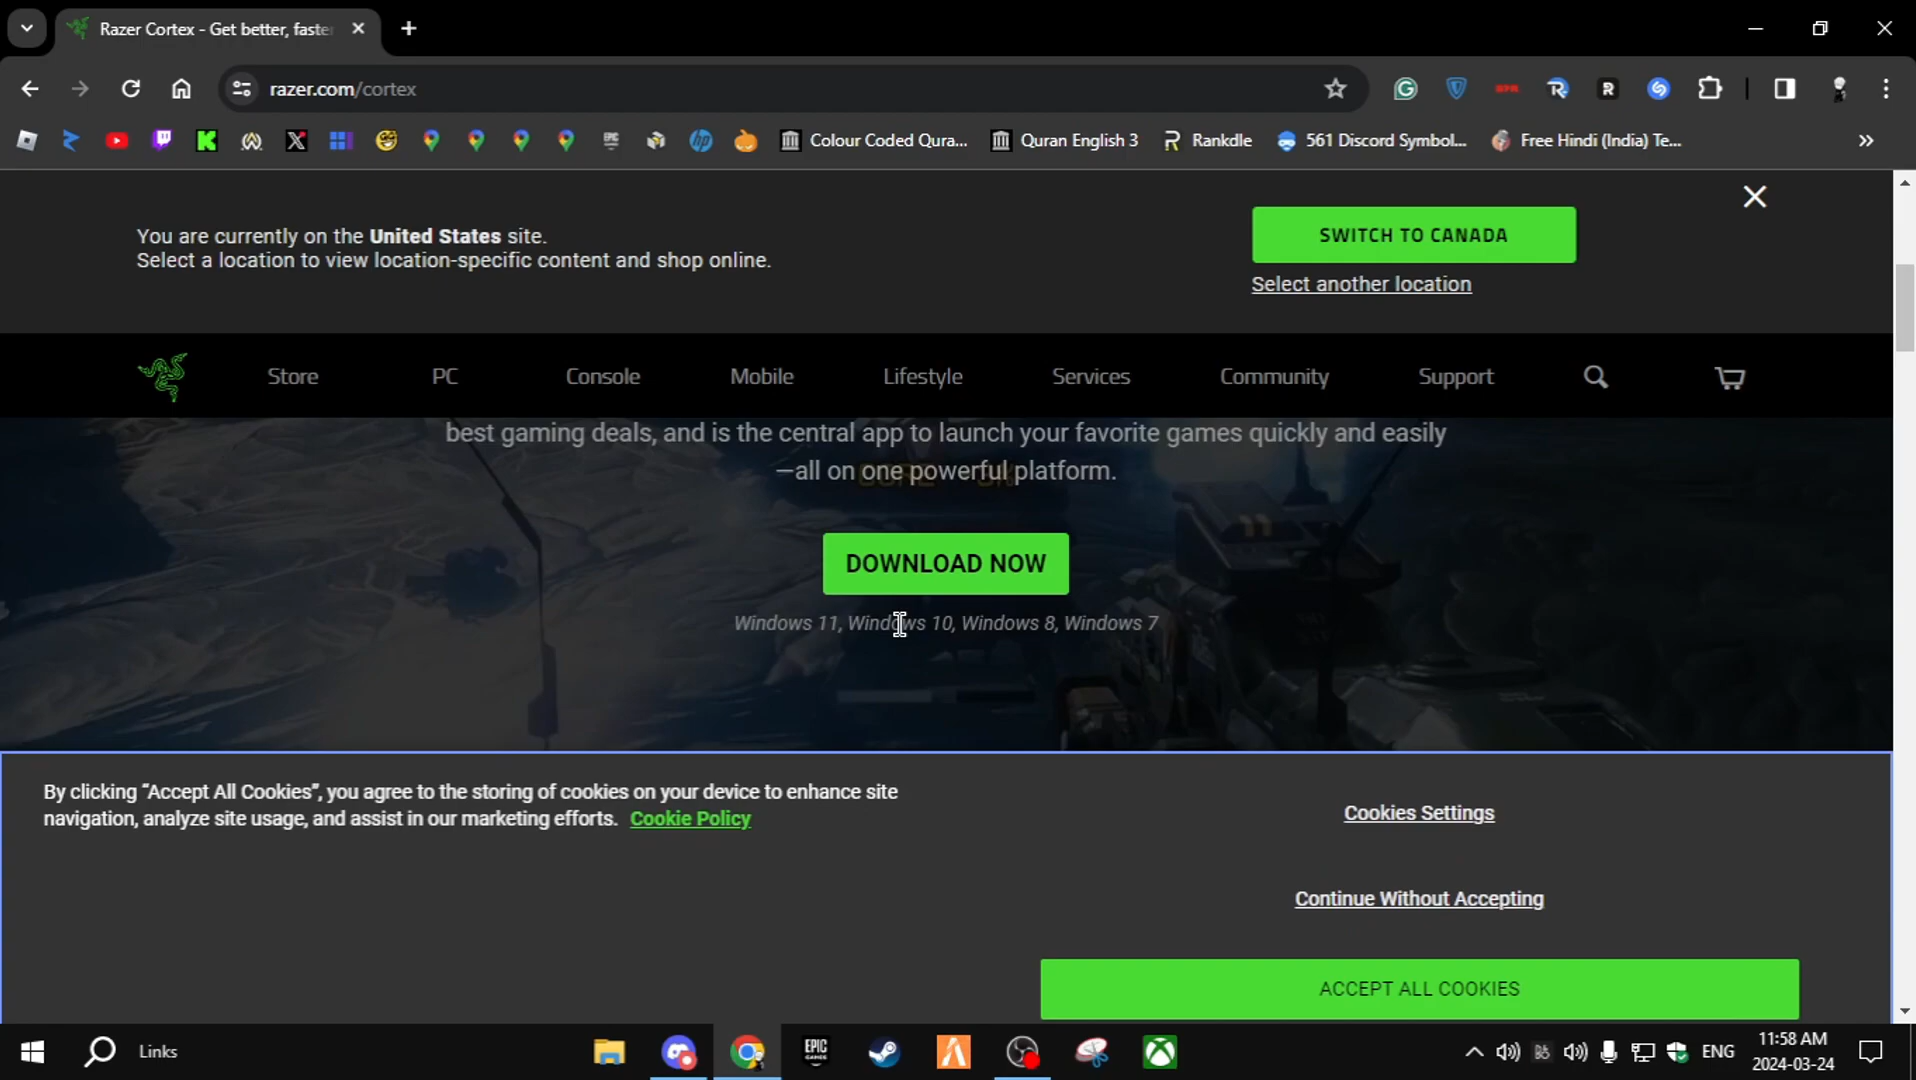 Razer Cortex - Get better, faste
razer.com/cortex
Colour Coded Qura...
Quran English 3
Rankdle
561 Discord Symbol...
Free Hindi (India) Te...
You are currently on the United States site.
Select a location to view location-specific content and shop online.
SWITCH TO CANADA
Select another location
Store
PC
Console
Mobile
Lifestyle
Services
Community
Support
best gaming deals, and is the central app to launch your favorite games quickly and easily
—all on one powerful platform.
DOWNLOAD NOW
Windows 11, Windows 10, Windows 8, Windows 7
By clicking “Accept All Cookies”, you agree to the storing of cookies on your device to enhance site
navigation, analyze site usage, and assist in our marketing efforts. Cookie Policy
Cookies Settings
Continue Without Accepting
ACCEPT ALL COOKIES
Links
EPIC
GAMES
ENG
11:58 AM
2024-03-24